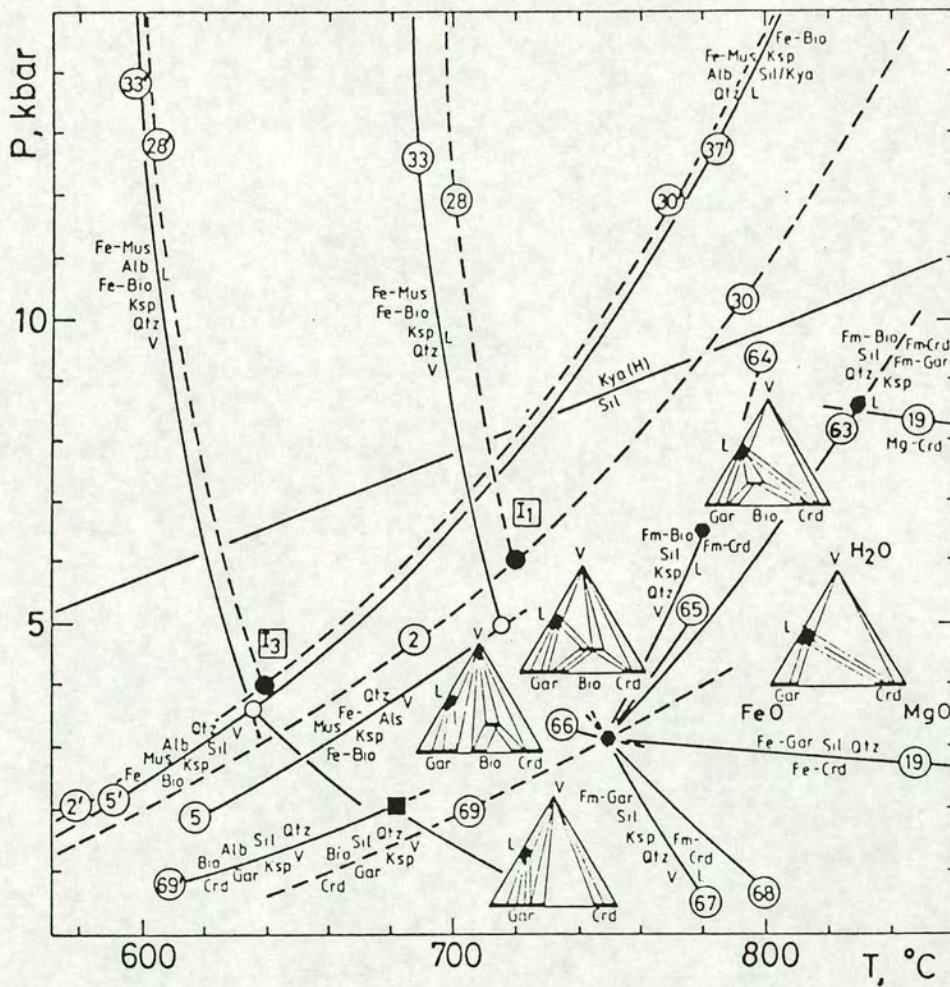 P, kbar
10
5
600
700
800
T, °C
33'
28'
33
28
30'
37'
30
64
63
19
65
66
19
2
69
2'
5'
5
69'
67
68
Fe-Mus
Alb L
Fe-Bio
Ksp
Qtz
V
Fe-Mus
Fe-Bio
Ksp L
Qtz
V
Fe-Bio
Fe-Mus Ksp
Alb Sil/Kya
Qtz L
Kya(H)
Sil
Fm-Bio
Sil Fm-Crd
Qtz Fm-Gar
Ksp
L
Mg-Crd
I₁
I₃
V
L
Gar Bio Crd
Fm-Bio
Sil Fm-Crd
Ksp L
Qtz
V
V
L
Gar Bio Crd
V H₂O
L
Gar Crd
FeO MgO
Qtz V
Fe- Als
Mus Ksp
Fe-Bio
V
L
Gar Bio Crd
Qtz
Alb V
Fe Sil
Mus Ksp
Bio
Fe-Gar Sil Qtz
Fe-Crd
Alb Sil Qtz
Bio Ksp V
Crd Gar
Sil Qtz
Bio V
Gar Ksp
Crd
Fm-Gar
Sil
Ksp Fm-Crd
Qtz
V L
V
L
Gar Crd